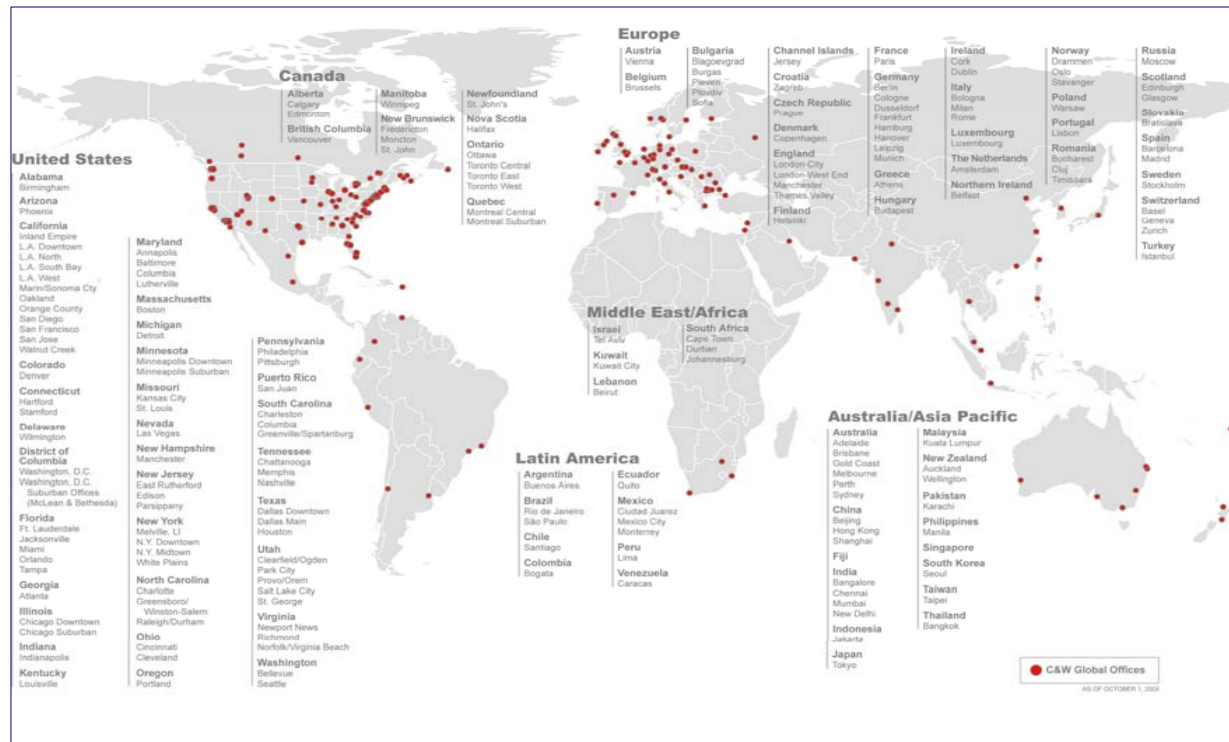 Europe
Austria
Vienna
Belgium
Brussels
Bulgaria
Blagoevgrad
Burgas
Pleven
Plovdiv
Sofia
Channel Islands
Jersey
Croatia
Zagreb
Czech Republic
Prague
Denmark
Copenhagen
England
London-City
London-West End
Manchester
Thames Valley
Finland
Helsinki
France
Paris
Germany
Berlin
Cologne
Dusseldorf
Frankfurt
Hamburg
Hanover
Leipzig
Munich
Greece
Athens
Hungary
Budapest
Ireland
Cork
Dublin
Italy
Bologna
Milan
Rome
Luxembourg
Luxembourg
The Netherlands
Amsterdam
Northern Ireland
Belfast
Norway
Drammen
Oslo
Stavanger
Poland
Warsaw
Portugal
Lisbon
Romania
Bucharest
Cluj
Timisoara
Russia
Moscow
Scotland
Edinburgh
Glasgow
Slovakia
Bratislava
Spain
Barcelona
Madrid
Sweden
Stockholm
Switzerland
Basel
Geneva
Zurich
Turkey
Istanbul
Canada
Alberta
Calgary
Edmonton
British Columbia
Vancouver
Manitoba
Winnipeg
New Brunswick
Fredericton
Moncton
St. John
Newfoundland
St. John's
Nova Scotia
Halifax
Ontario
Ottawa
Toronto Central
Toronto East
Toronto West
Quebec
Montreal Central
Montreal Suburban
United States
Alabama
Birmingham
Arizona
Phoenix
California
Inland Empire
L.A. Downtown
L.A. North
L.A. South Bay
L.A. West
Marin/Sonoma Cty
Oakland
Orange County
San Diego
San Francisco
San Jose
Walnut Creek
Colorado
Denver
Connecticut
Hartford
Stamford
Delaware
Wilmington
District of
Columbia
Washington, D.C.
Washington, D.C.
Suburban Offices
(McLean & Bethesda)
Florida
Ft. Lauderdale
Jacksonville
Miami
Orlando
Tampa
Georgia
Atlanta
Illinois
Chicago Downtown
Chicago Suburban
Indiana
Indianapolis
Kentucky
Louisville
Maryland
Annapolis
Baltimore
Columbia
Lutherville
Massachusetts
Boston
Michigan
Detroit
Minnesota
Minneapolis Downtown
Minneapolis Suburban
Missouri
Kansas City
St. Louis
Nevada
Las Vegas
New Hampshire
Manchester
New Jersey
East Rutherford
Edison
Parsippany
New York
Melville, LI
N.Y. Downtown
N.Y. Midtown
White Plains
North Carolina
Charlotte
Greensboro/
Winston-Salem
Raleigh/Durham
Ohio
Cincinnati
Cleveland
Oregon
Portland
Pennsylvania
Philadelphia
Pittsburgh
Puerto Rico
San Juan
South Carolina
Charleston
Columbia
Greenville/Spartanburg
Tennessee
Chattanooga
Memphis
Nashville
Texas
Dallas Downtown
Dallas Main
Houston
Utah
Clearfield/Ogden
Park City
Provo/Orem
Salt Lake City
St. George
Virginia
Newport News
Richmond
Norfolk/Virginia Beach
Washington
Bellevue
Seattle
Middle East/Africa
Israel
Tel Aviv
Kuwait
Kuwait City
Lebanon
Beirut
South Africa
Cape Town
Durban
Johannesburg
Latin America
Argentina
Buenos Aires
Brazil
Rio de Janeiro
São Paulo
Chile
Santiago
Colombia
Bogata
Ecuador
Quito
Mexico
Ciudad Juarez
Mexico City
Monterrey
Peru
Lima
Venezuela
Caracas
Australia/Asia Pacific
Australia
Adelaide
Brisbane
Gold Coast
Melbourne
Perth
Sydney
China
Beijing
Hong Kong
Shanghai
Fiji
India
Bangalore
Chennai
Mumbai
New Delhi
Indonesia
Jakarta
Japan
Tokyo
Malaysia
Kuala Lumpur
New Zealand
Auckland
Wellington
Pakistan
Karachi
Philippines
Manila
Singapore
South Korea
Seoul
Taiwan
Taipei
Thailand
Bangkok
C&W Global Offices
AS OF OCTOBER 1,